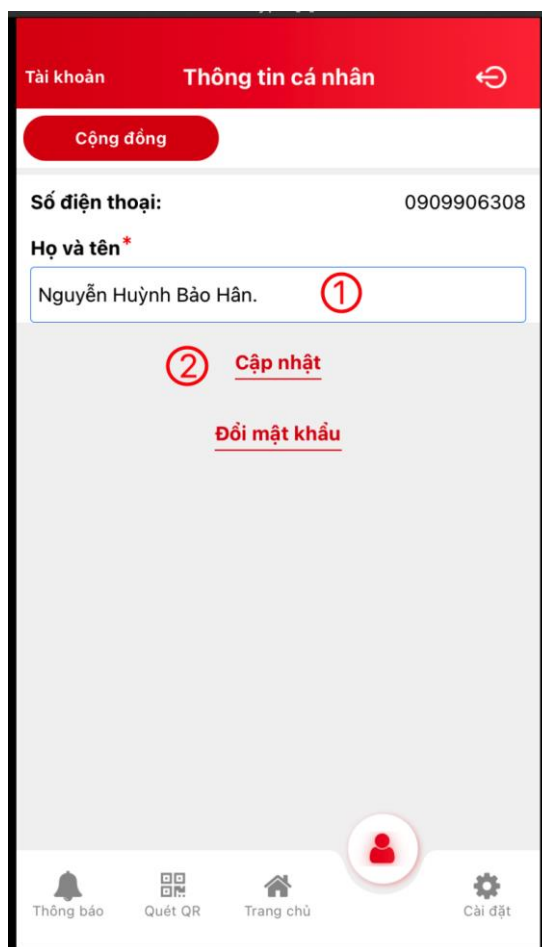 Tài khoản Thông tin cá nhân
Cộng đồng
Số điện thoại: 0909906308
Họ và tên*
Nguyễn Huỳnh Bảo Hân. 1
2 Cập nhật
Đổi mật khẩu
Thông báo Quét QR Trang chủ Cài đặt